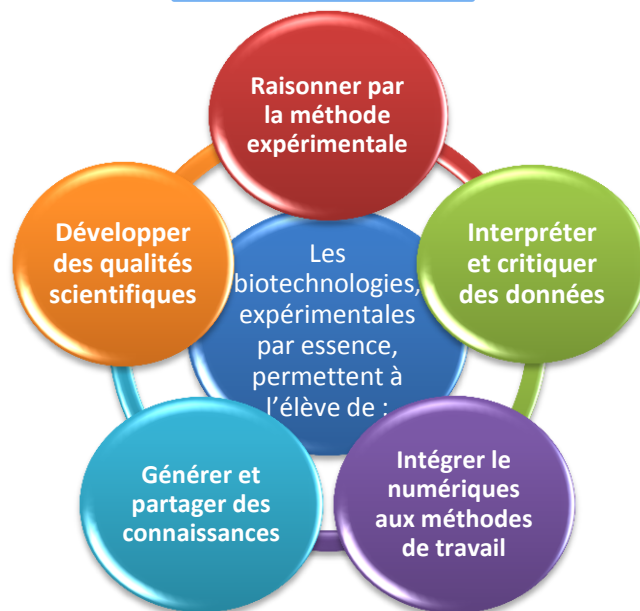 Raisonner par
la méthode
expérimentale
Interpréter
et critiquer
des données
Intégrer le
numériques
aux méthodes
de travail
Générer et
partager des
connaissances
Développer
des qualités
scientifiques
Les
biotechnologies,
expérimentales
par essence,
permettent à
l’élève de :